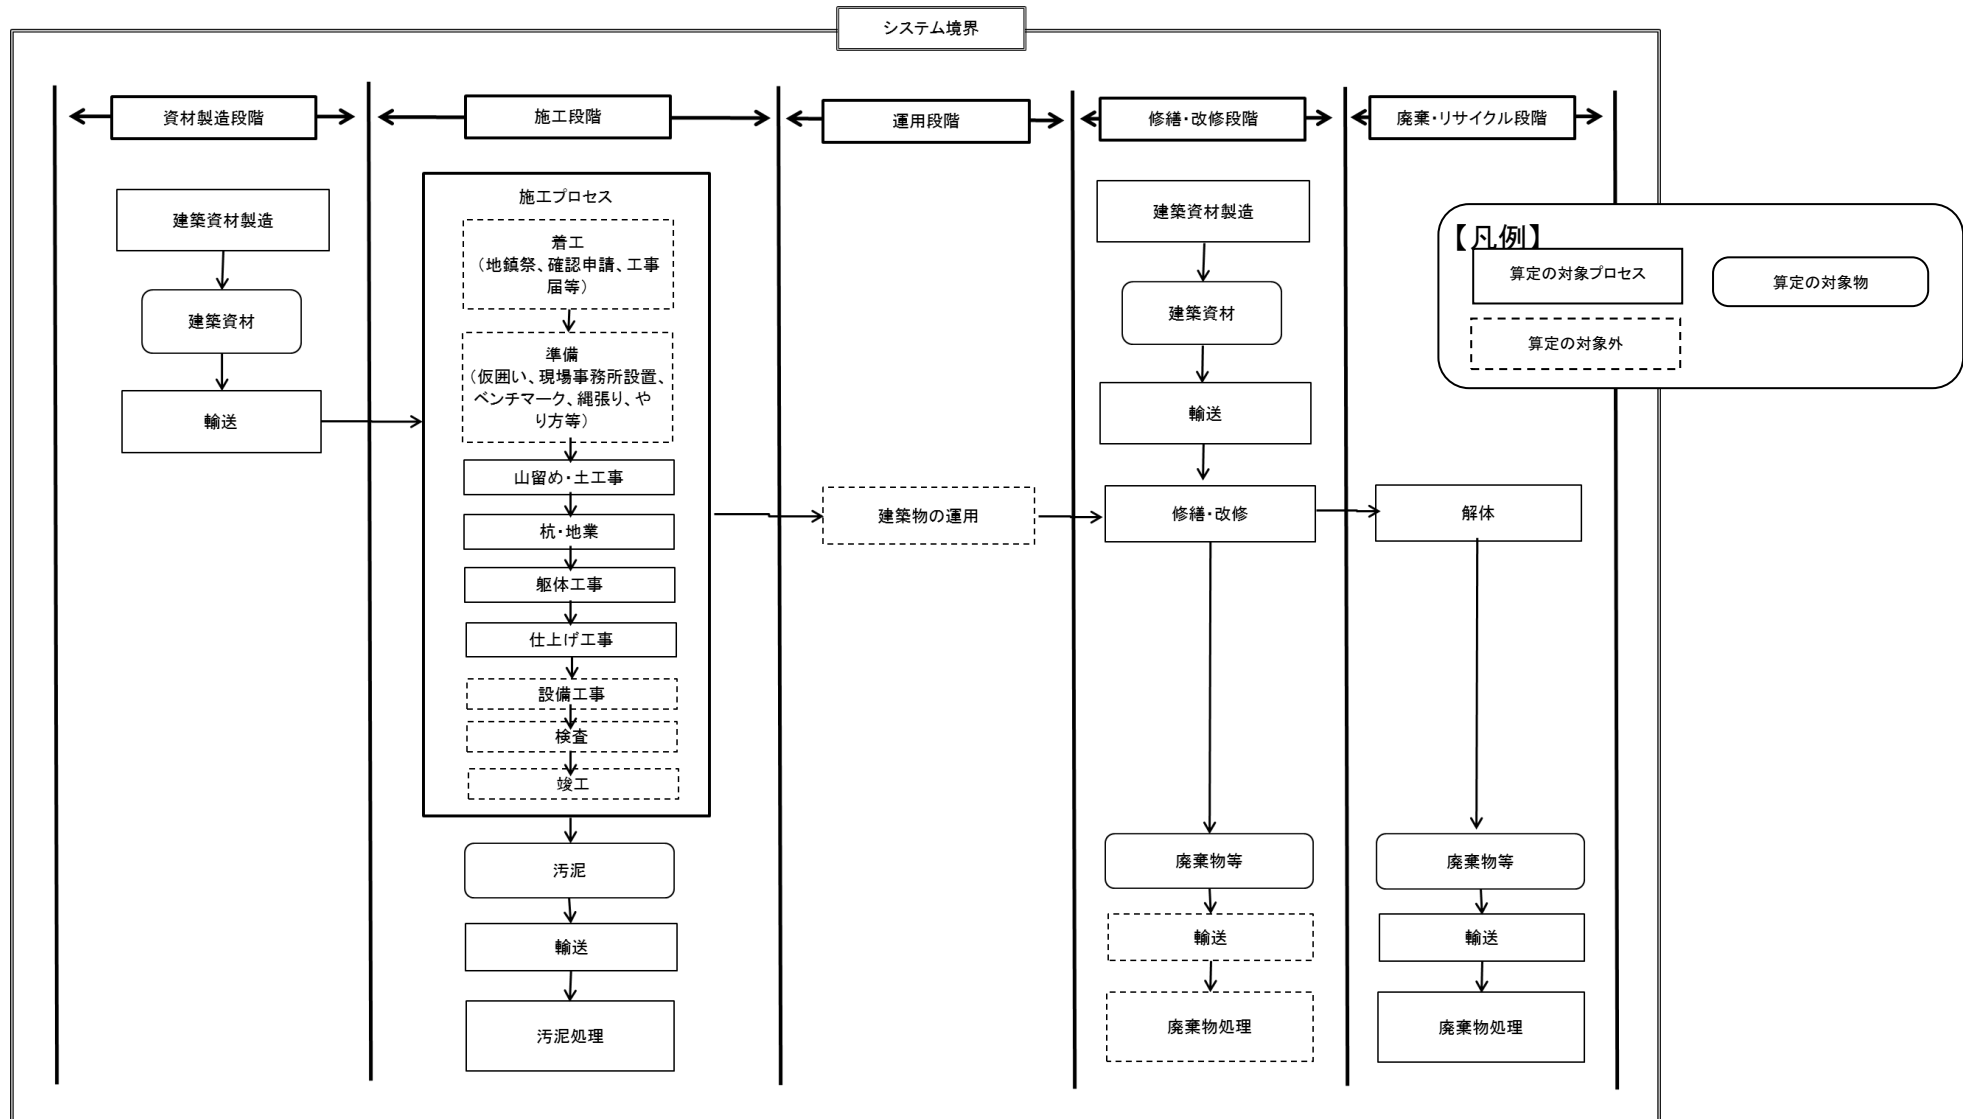 システム境界
資材製造段階
施工段階
運用段階
修繕・改修段階
廃棄・リサイクル段階
建築資材製造
建築資材
輸送
施工プロセス
着工
（地鎮祭、確認申請、工事
届等）
準備
（仮囲い、現場事務所設置、
ベンチマーク、縄張り、や
り方等）
山留め・土工事
杭・地業
躯体工事
仕上げ工事
設備工事
検査
竣工
汚泥
輸送
汚泥処理
建築物の運用
建築資材製造
建築資材
輸送
修繕・改修
廃棄物等
輸送
廃棄物処理
解体
廃棄物等
輸送
廃棄物処理
【凡例】
算定の対象プロセス
算定の対象物
算定の対象外